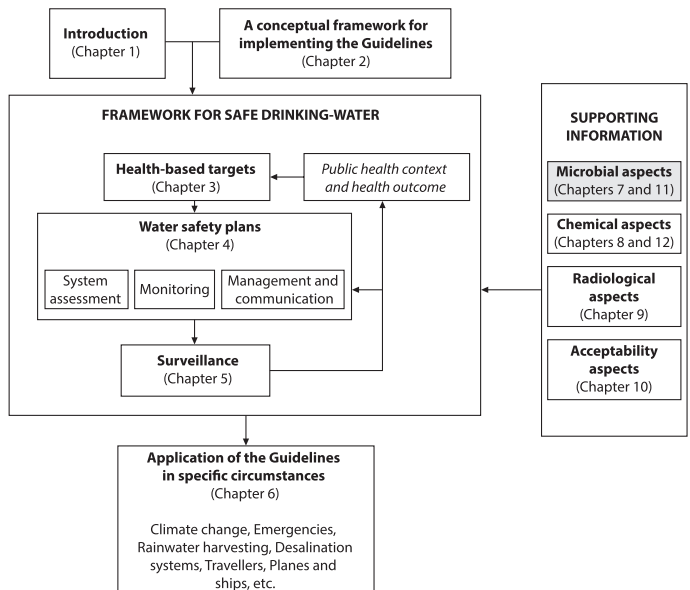 Introduction
(Chapter 1)
A conceptual framework for
implementing the Guidelines
(Chapter 2)
FRAMEWORK FOR SAFE DRINKING-WATER
Health-based targets
(Chapter 3)
Public health context
and health outcome
Water safety plans
(Chapter 4)
System
assessment
Monitoring
Management and
communication
Surveillance
(Chapter 5)
SUPPORTING
INFORMATION
Microbial aspects
(Chapters 7 and 11)
Chemical aspects
(Chapters 8 and 12)
Radiological
aspects
(Chapter 9)
Acceptability
aspects
(Chapter 10)
Application of the Guidelines
in specific circumstances
(Chapter 6)
Climate change, Emergencies,
Rainwater harvesting, Desalination
systems, Travellers, Planes and
ships, etc.